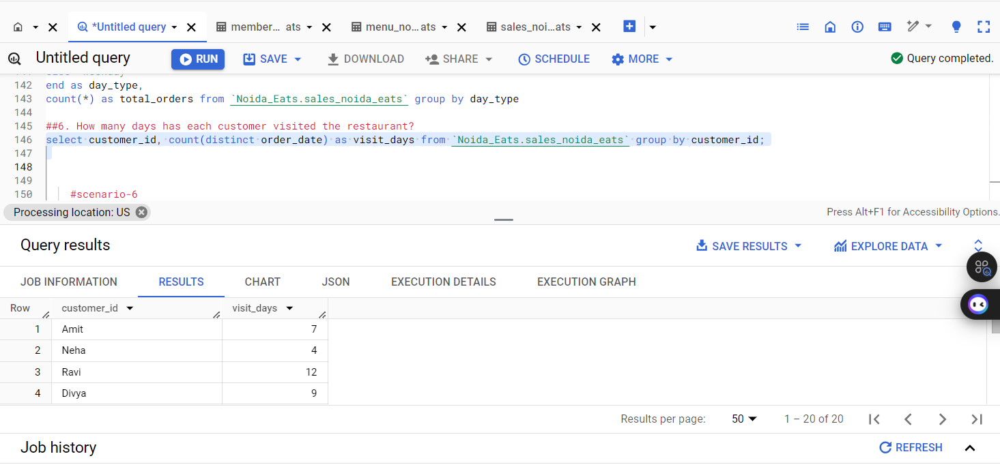 *Untitled query
member... ats
menu_no...ats
sales_noi...ats
Untitled query
RUN
SAVE
DOWNLOAD
SHARE
SCHEDULE
MORE
Query completed.
142 end as day_type,
143 count(*) as total_orders from `Noida_Eats.sales_noida_eats` group by day_type
144
145 ##6. How many days has each customer visited the restaurant?
146 select customer_id, count(distinct order_date) as visit_days from `Noida_Eats.sales_noida_eats` group by customer_id;
147
148
149
150 #scenario-6
Processing location: US
Press Alt+F1 for Accessibility Options.
Query results
SAVE RESULTS
EXPLORE DATA
JOB INFORMATION
RESULTS
CHART
JSON
EXECUTION DETAILS
EXECUTION GRAPH
Row customer_id visit_days
1 Amit 7
2 Neha 4
3 Ravi 12
4 Divya 9
Results per page: 50 1 – 20 of 20
Job history
REFRESH